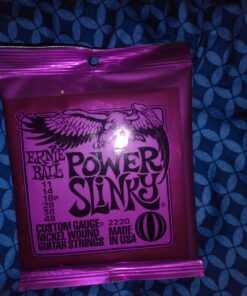 ERNIE
BALL
POWER
SLINKY
11
14
18P
28
38
48
CUSTOM GAUGE
NICKEL WOUND
GUITAR STRINGS
2220
MADE
IN USA